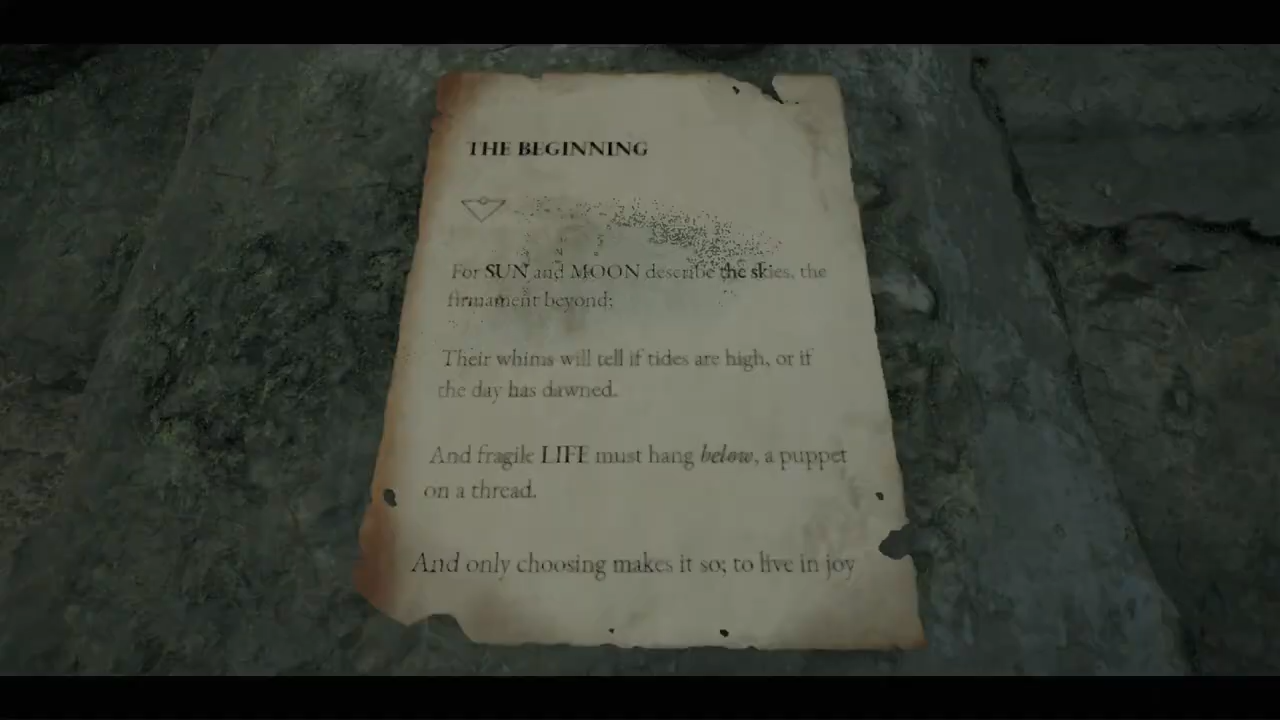 THE BEGINNING
For SUN and MOON describe the skies, the
firmament beyond;
Their whims will tell if tides are high, or if
the day has dawned.
And fragile LIFE must hang below, a puppet
on a thread.
And only choosing makes it so; to live in joy